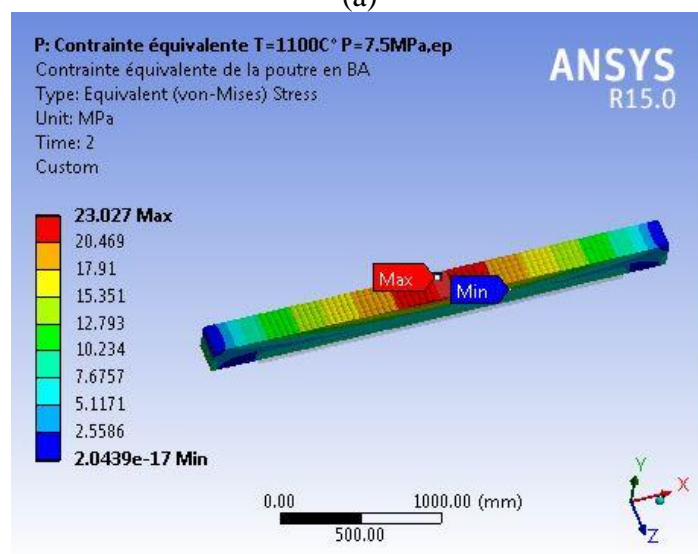 (a)
P: Contrainte équivalente T=1100C° P=7.5MPa,ep
Contrainte équivalente de la poutre en BA
Type: Equivalent (von-Mises) Stress
Unit: MPa
Time: 2
Custom
ANSYS
R15.0
23.027 Max
20.469
17.91
15.351
12.793
10.234
7.6757
5.1171
2.5586
2.0439e-17 Min
Max
Min
0.00
1000.00 (mm)
500.00
Y
X
Z